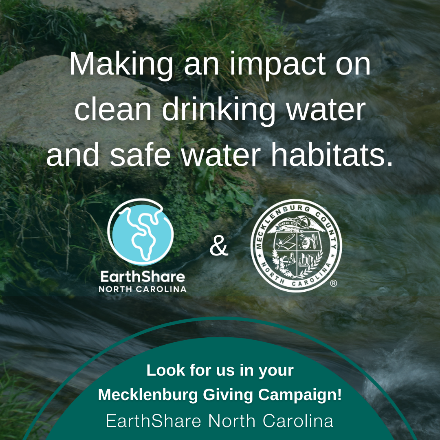 Making an impact on
clean drinking water
and safe water habitats.
EarthShare
NORTH CAROLINA
&
MECKLENBURG COUNTY
NORTH CAROLINA
®
Look for us in your
Mecklenburg Giving Campaign!
EarthShare North Carolina